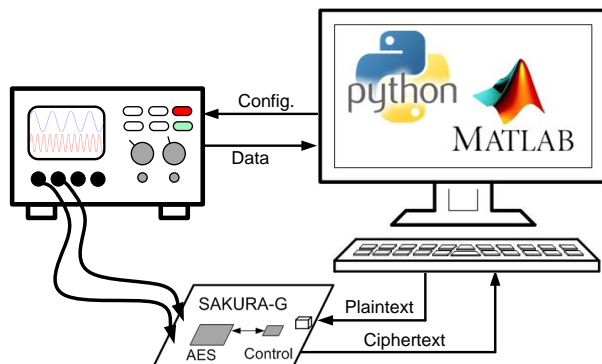 python
MATLAB
Config.
Data
SAKURA-G
AES
Control
Plaintext
Ciphertext